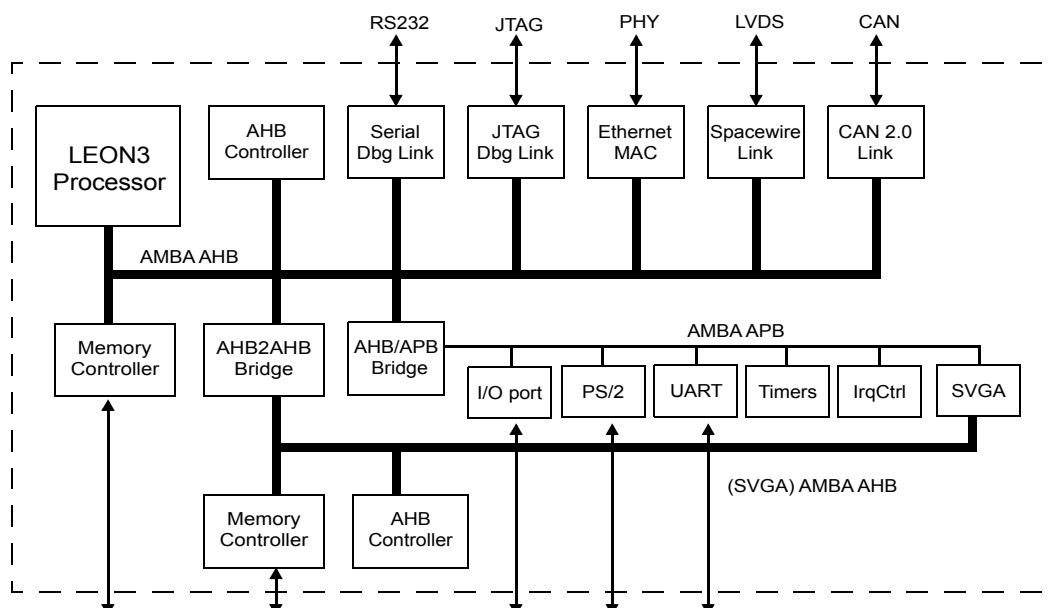 RS232 JTAG PHY LVDS CAN
LEON3
Processor
AHB
Controller
Serial
Dbg Link
JTAG
Dbg Link
Ethernet
MAC
Spacewire
Link
CAN 2.0
Link
AMBA AHB
Memory
Controller
AHB2AHB
Bridge
AHB/APB
Bridge
AMBA APB
I/O port
PS/2
UART
Timers
IrqCtrl
SVGA
(SVGA) AMBA AHB
Memory
Controller
AHB
Controller